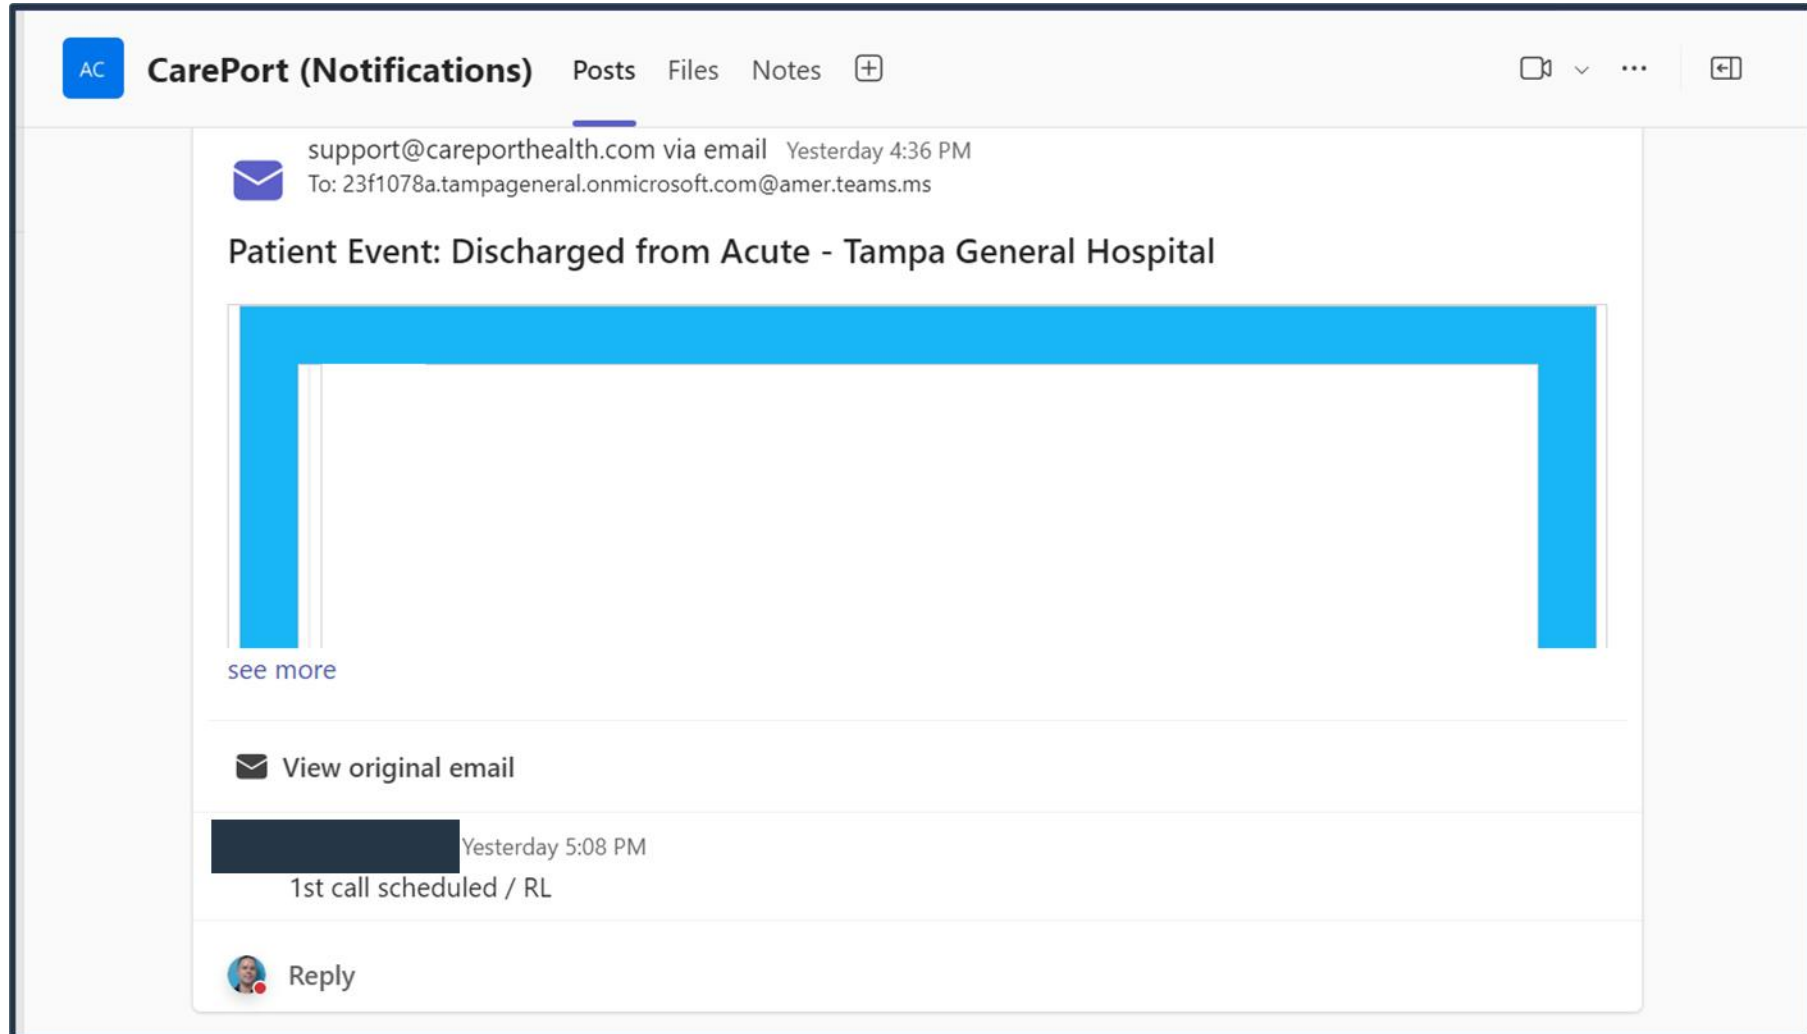 AC CarePort (Notifications) Posts Files Notes
support@careporthealth.com via email Yesterday 4:36 PM
To: 23f1078a.tampageneral.onmicrosoft.com@amer.teams.ms
Patient Event: Discharged from Acute - Tampa General Hospital
see more
View original email
Yesterday 5:08 PM
1st call scheduled / RL
Reply